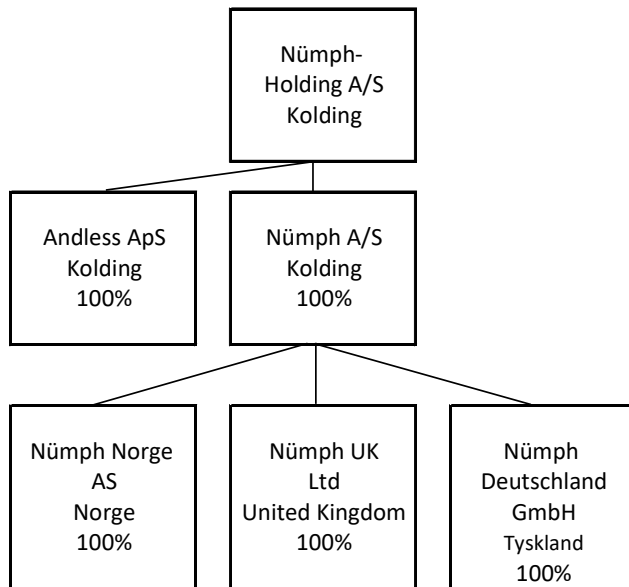 Nümph-
Holding A/S
Kolding
Andless ApS
Kolding
100%
Nümph A/S
Kolding
100%
Nümph Norge
AS
Norge
100%
Nümph UK
Ltd
United Kingdom
100%
Nümph
Deutschland
GmbH
Tyskland
100%